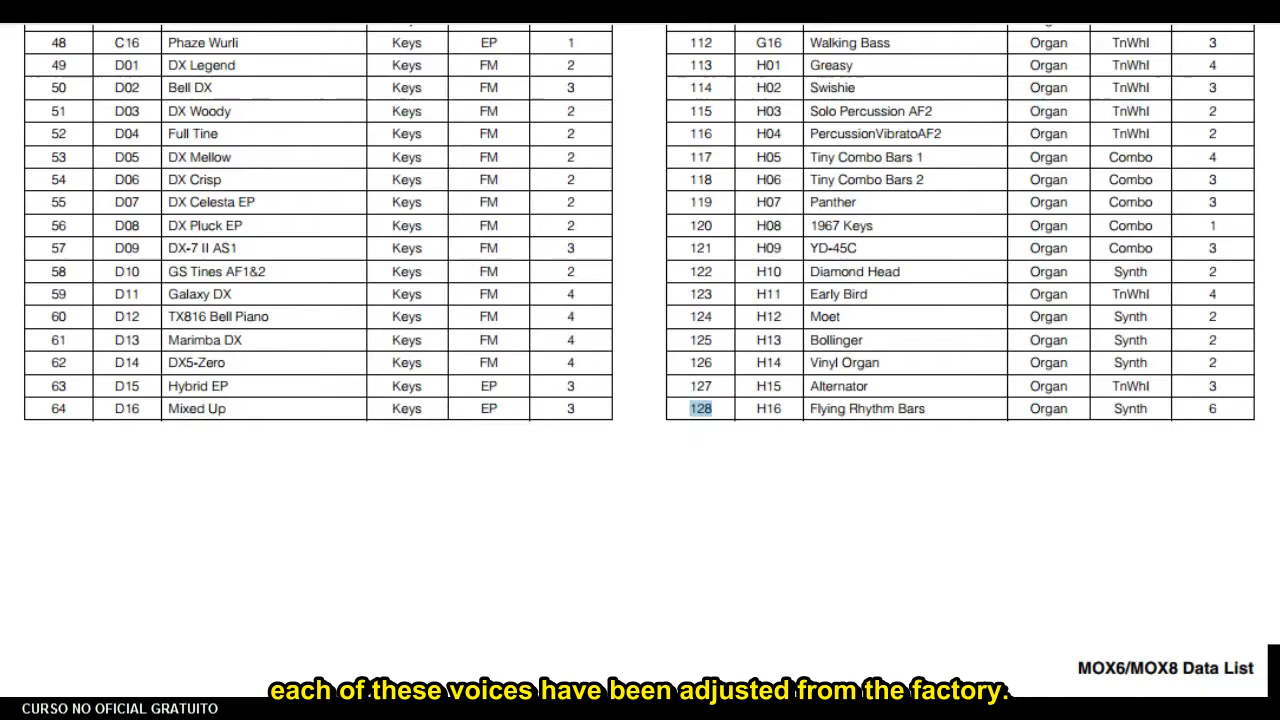 48 C16 Phaze Wurli Keys EP 1
49 D01 DX Legend Keys FM 2
50 D02 Bell DX Keys FM 3
51 D03 DX Woody Keys FM 2
52 D04 Full Tine Keys FM 2
53 D05 DX Mellow Keys FM 2
54 D06 DX Crisp Keys FM 2
55 D07 DX Celesta EP Keys FM 2
56 D08 DX Pluck EP Keys FM 2
57 D09 DX-7 II AS1 Keys FM 3
58 D10 GS Tines AF1&2 Keys FM 2
59 D11 Galaxy DX Keys FM 4
60 D12 TX816 Bell Piano Keys FM 4
61 D13 Marimba DX Keys FM 4
62 D14 DX5-Zero Keys FM 4
63 D15 Hybrid EP Keys EP 3
64 D16 Mixed Up Keys EP 3
112 G16 Walking Bass Organ TnWhl 3
113 H01 Greasy Organ TnWhl 4
114 H02 Swishie Organ TnWhl 3
115 H03 Solo Percussion AF2 Organ TnWhl 2
116 H04 PercussionVibratoAF2 Organ TnWhl 2
117 H05 Tiny Combo Bars 1 Organ Combo 4
118 H06 Tiny Combo Bars 2 Organ Combo 3
119 H07 Panther Organ Combo 3
120 H08 1967 Keys Organ Combo 1
121 H09 YD-45C Organ Combo 3
122 H10 Diamond Head Organ Synth 2
123 H11 Early Bird Organ TnWhl 4
124 H12 Moet Organ Synth 2
125 H13 Bollinger Organ Synth 2
126 H14 Vinyl Organ Organ Synth 2
127 H15 Alternator Organ TnWhl 3
128 H16 Flying Rhythm Bars Organ Synth 6
MOX6/MOX8 Data List
each of these voices have been adjusted from the factory.
CURSO NO OFICIAL GRATUITO